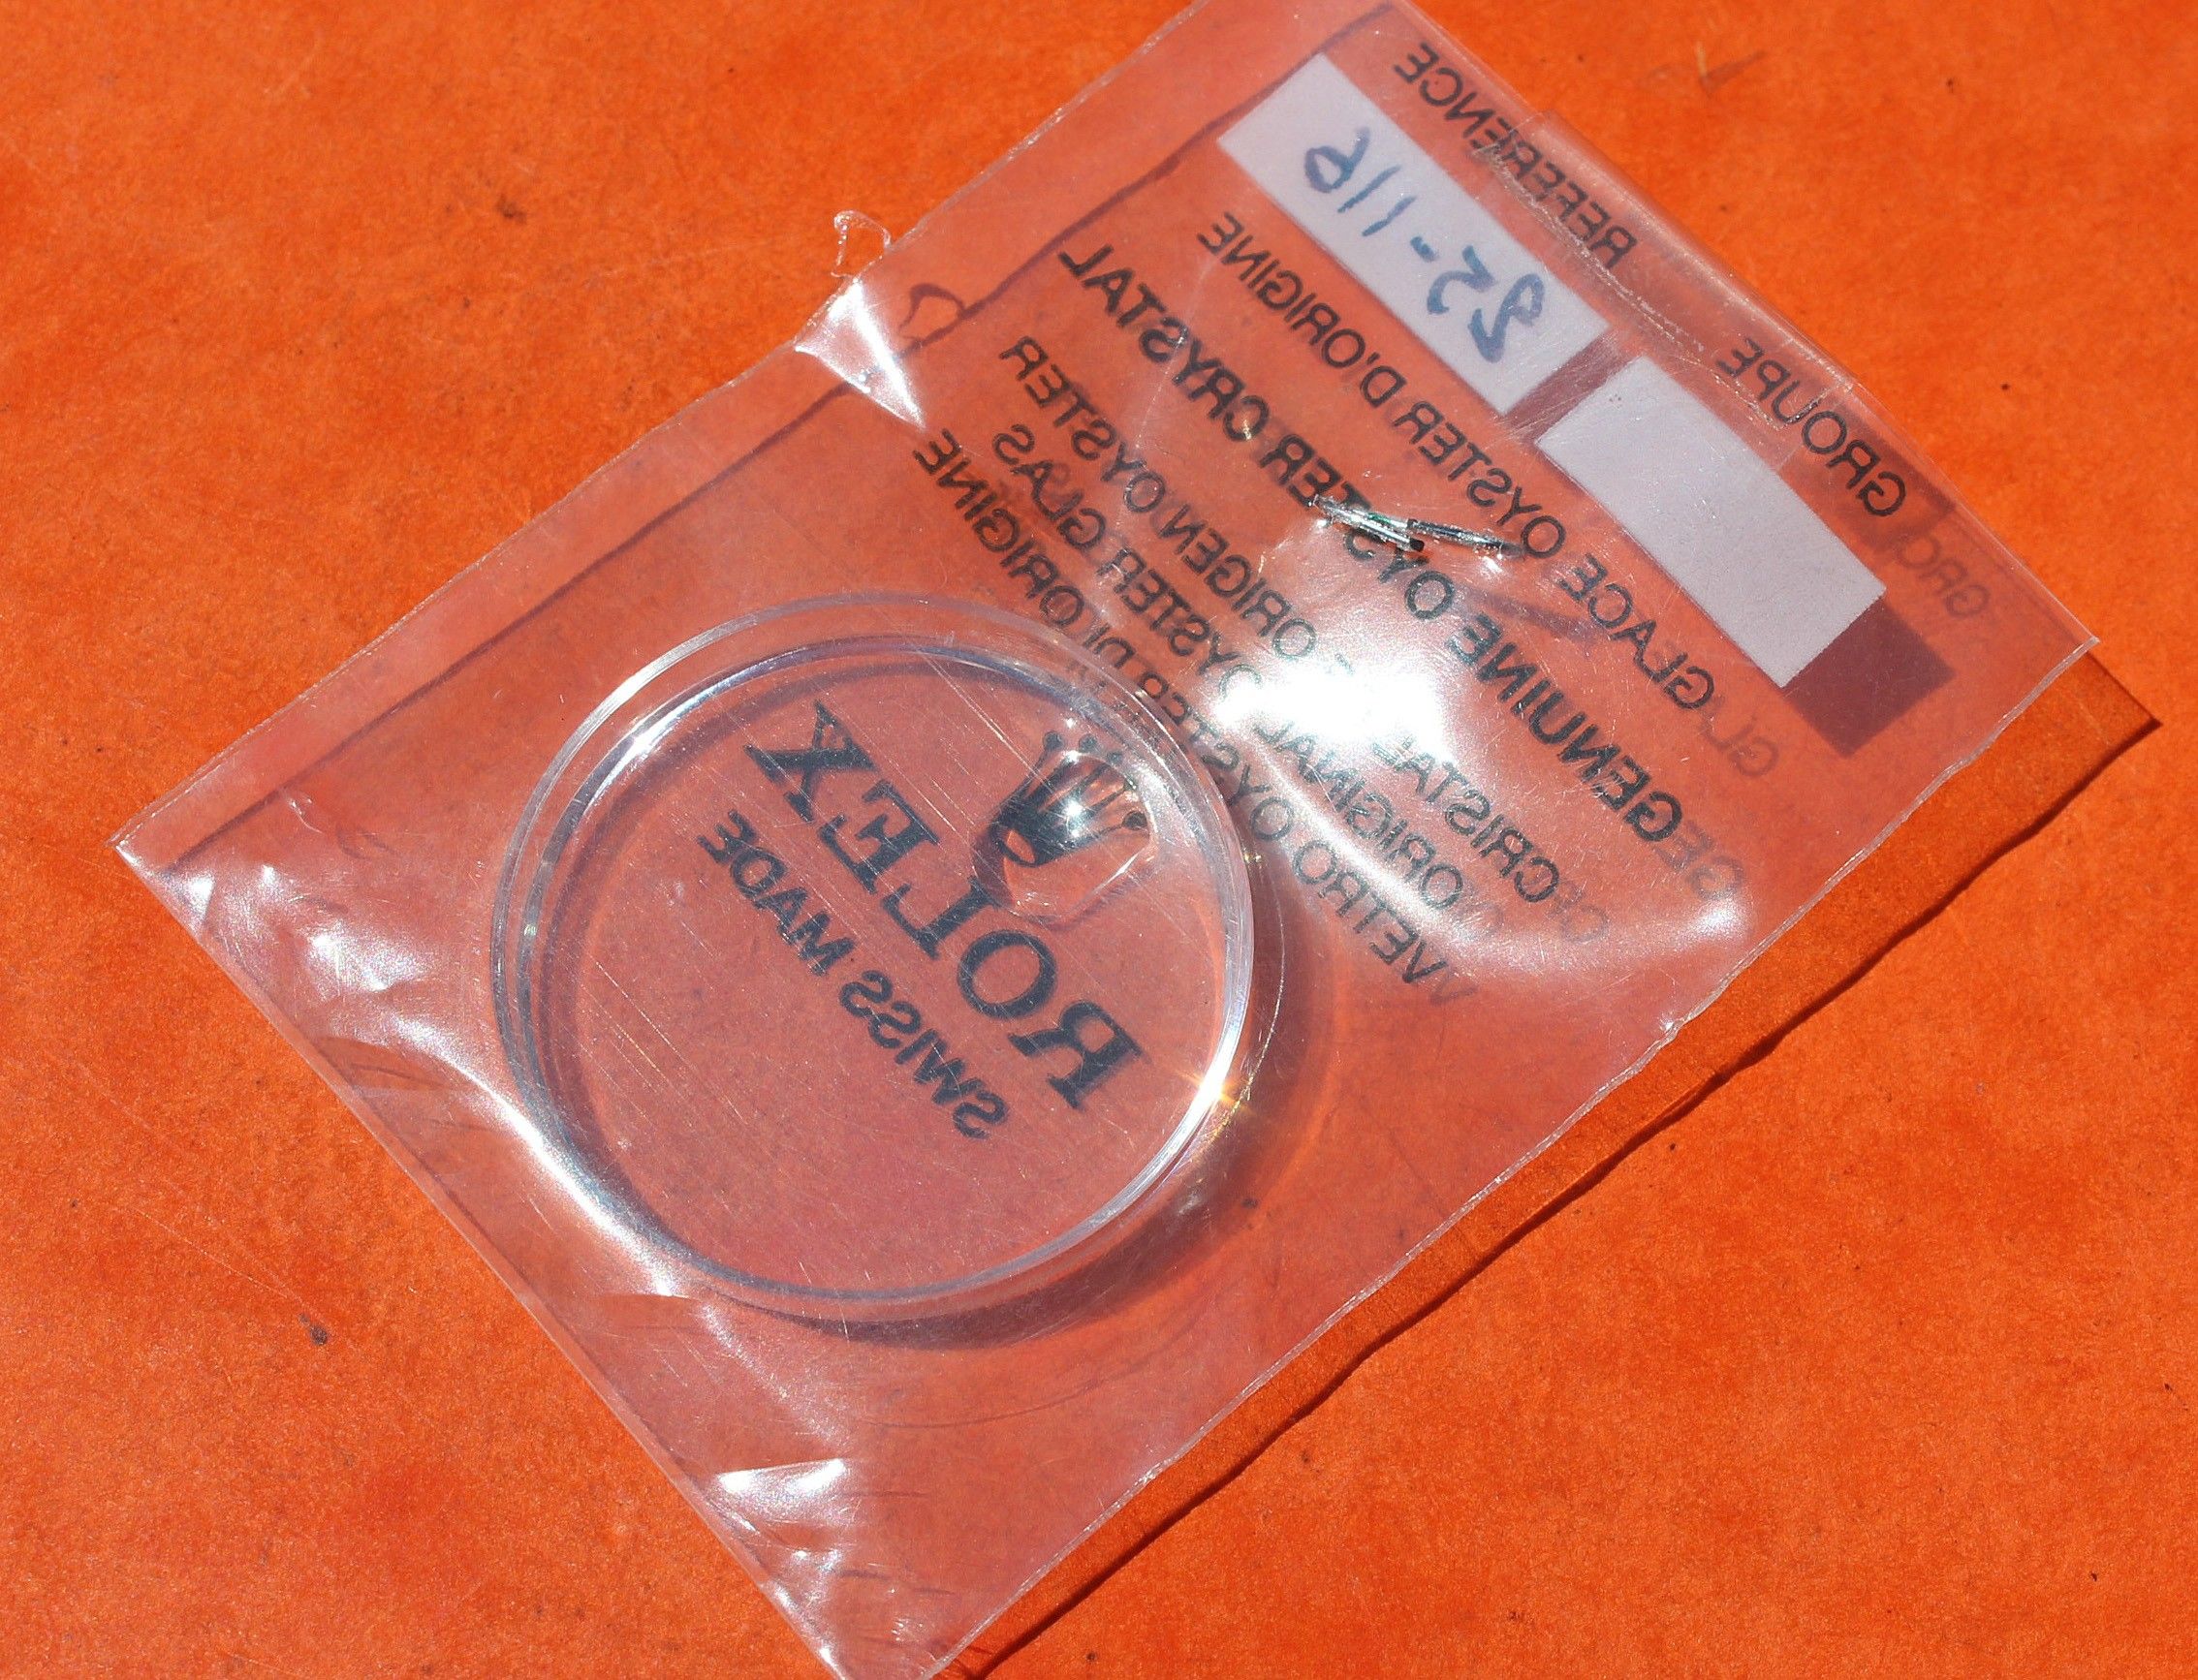 GROUPE REFERENCE
25-116
GLACE OYSTER D'ORIGINE
GENUINE OYSTER CRYSTAL
CRISTAL ORIGEN OYSTER
ORIGINAL OYSTER GLAS
VETRO OYSTER DI ORIGINE
ROLEX
SWISS MADE